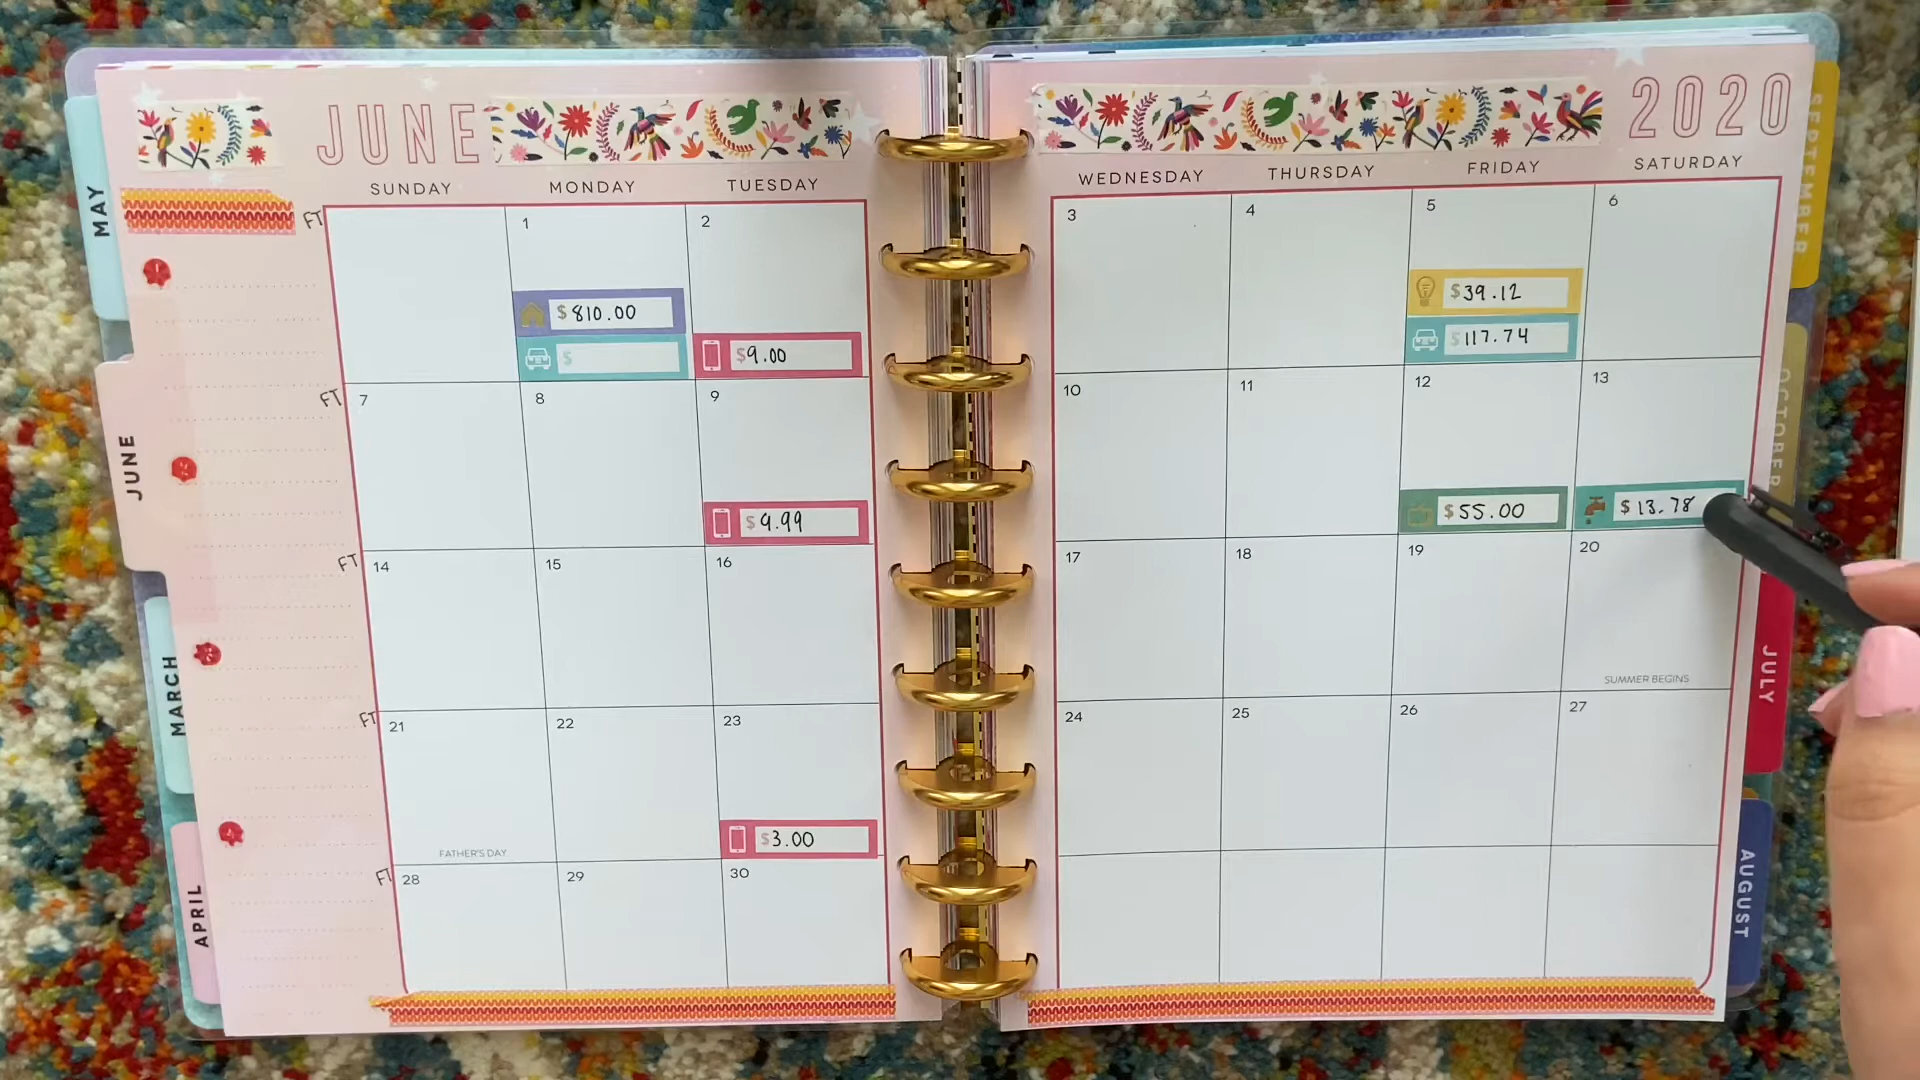 JUNE
2020
SUNDAY MONDAY TUESDAY WEDNESDAY THURSDAY FRIDAY SATURDAY
FT
1 2 3 4 5 6
$810.00
$
$9.00
$39.12
$117.74
FT
7 8 9 10 11 12 13
$9.99
$55.00
$13.78
FT
14 15 16 17 18 19 20
SUMMER BEGINS
FT
21 22 23 24 25 26 27
FATHER'S DAY
$3.00
28 29 30
MAY
JUNE
MARCH
APRIL
SEPTEMBER
OCTOBER
JULY
AUGUST